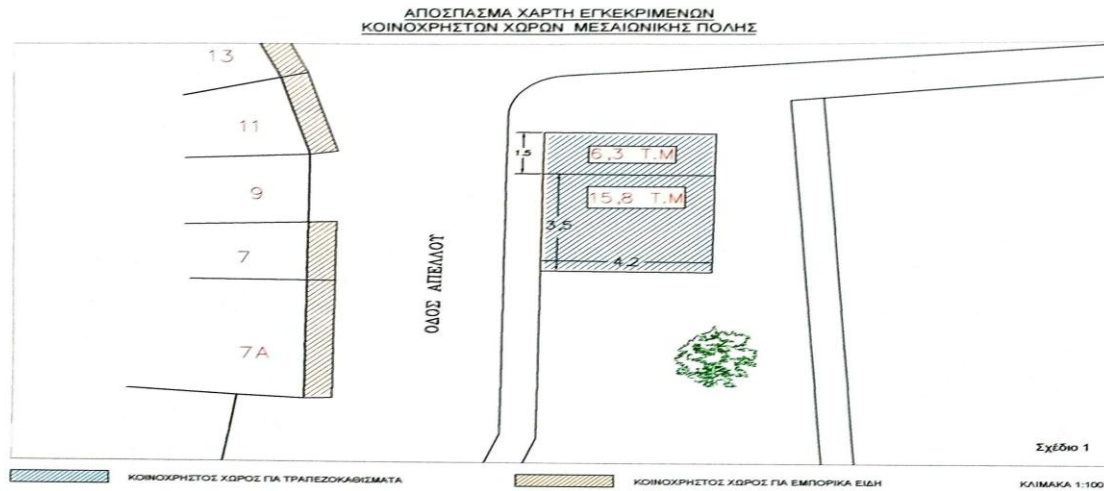 ΑΠΟΣΠΑΣΜΑ ΧΑΡΤΗ ΕΓΚΕΚΡΙΜΕΝΩΝ
ΚΟΙΝΟΧΡΗΣΤΩΝ ΧΩΡΩΝ ΜΕΣΑΙΩΝΙΚΗΣ ΠΟΛΗΣ
13
11
9
7
7Α
ΟΔΟΣ ΑΠΕΛΛΟΥ
1.5
6,3 Τ.Μ
15,8 Τ.Μ
3,5
4,2
Σχέδιο 1
ΚΟΙΝΟΧΡΗΣΤΟΣ ΧΩΡΟΣ ΓΙΑ ΤΡΑΠΕΖΟΚΑΘΙΣΜΑΤΑ
ΚΟΙΝΟΧΡΗΣΤΟΣ ΧΩΡΟΣ ΓΙΑ ΕΜΠΟΡΙΚΑ ΕΙΔΗ
ΚΛΙΜΑΚΑ 1:100